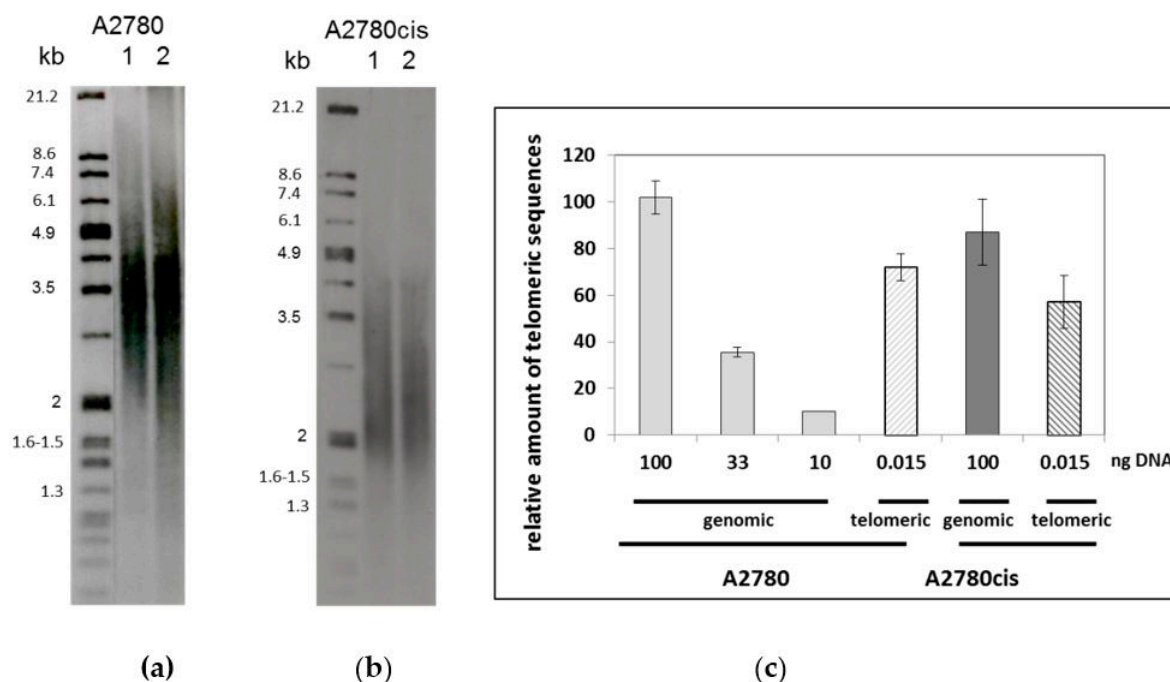 A2780
kb 1 2
21.2
8.6
7.4
6.1
4.9
3.5
2
1.6-1.5
1.3
(a)
A2780cis
kb 1 2
21.2
8.6
7.4
6.1
4.9
3.5
2
1.6-1.5
1.3
(b)
relative amount of telomeric sequences
120
100
80
60
40
20
0
100 33 10 0.015 100 0.015 ng DNA
genomic telomeric genomic telomeric
A2780 A2780cis
(c)